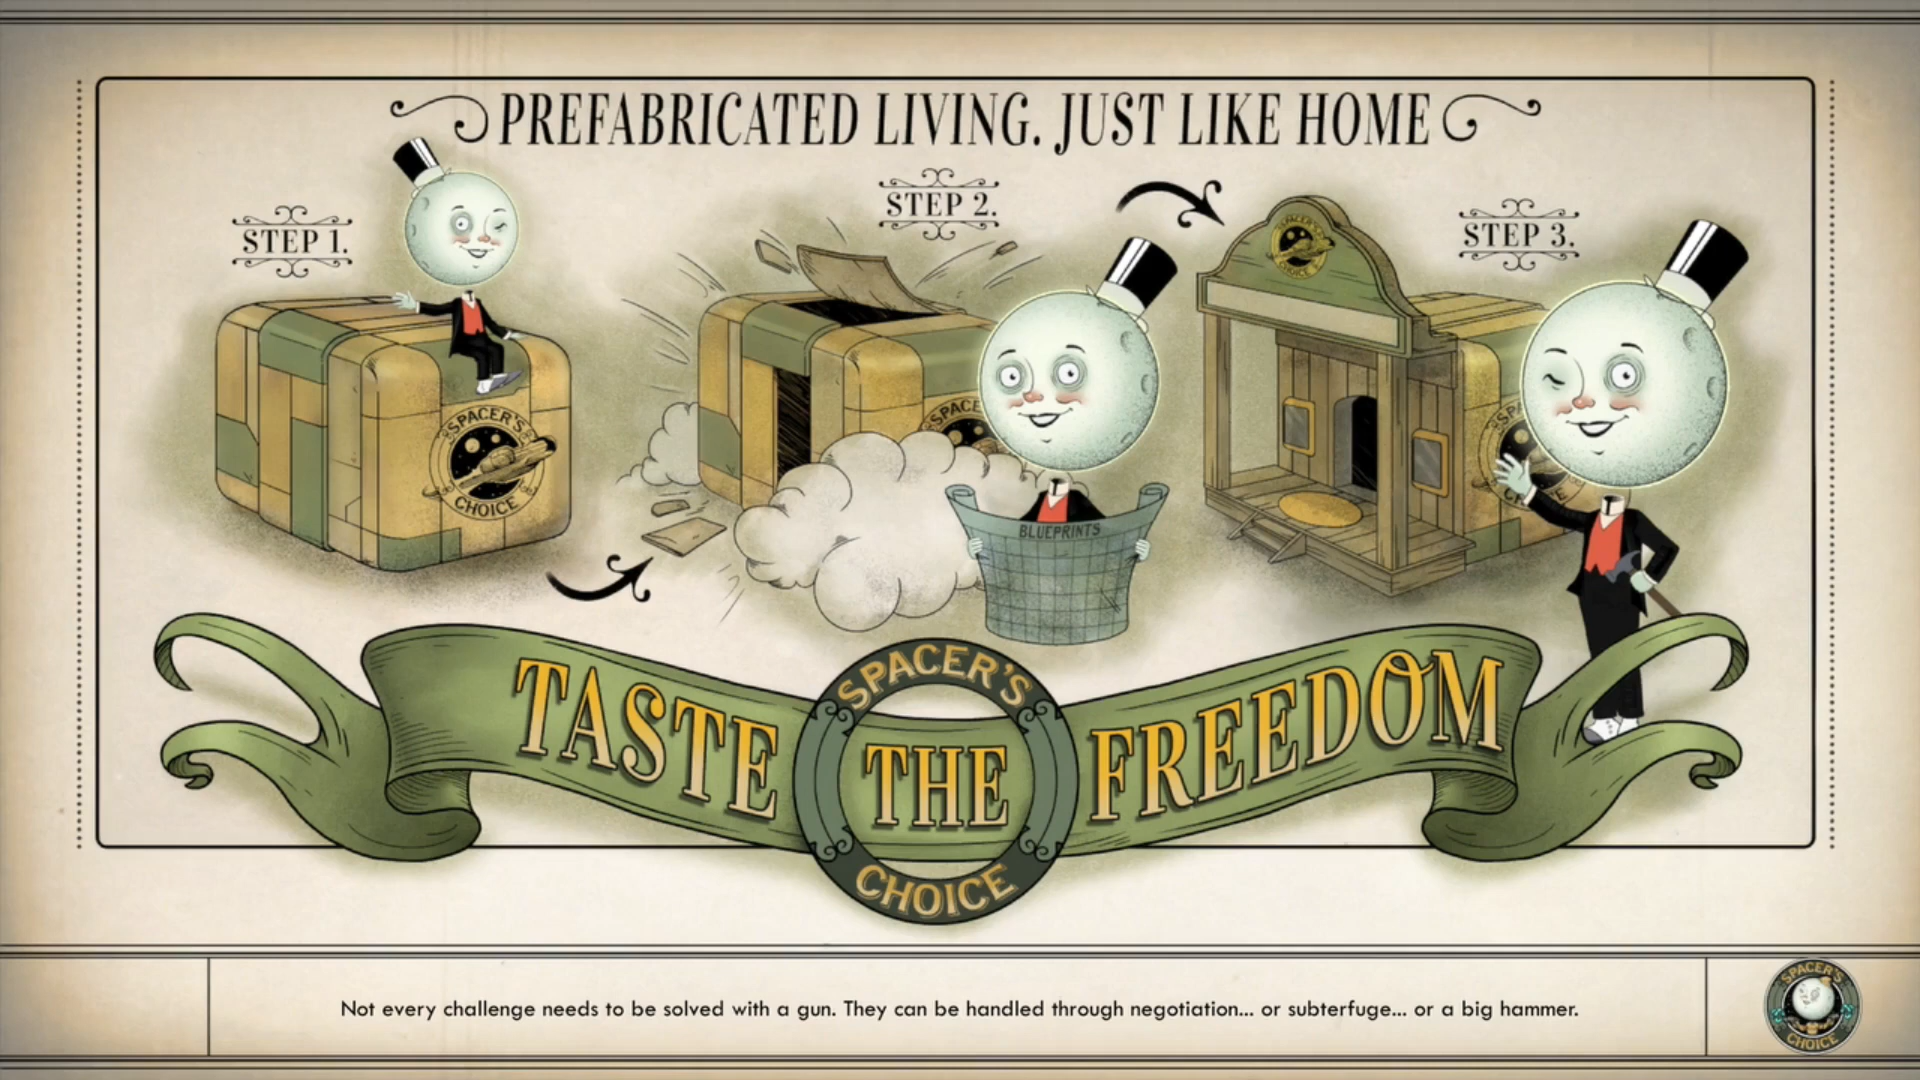 PREFABRICATED LIVING. JUST LIKE HOME
STEP 1.
STEP 2.
STEP 3.
SPACER'S
CHOICE
SPACE
SPACER'S
CHOICE
BLUEPRINTS
TASTE THE FREEDOM
SPACER'S
CHOICE
Not every challenge needs to be solved with a gun. They can be handled through negotiation... or subterfuge... or a big hammer.
SPACER'S
CHOICE